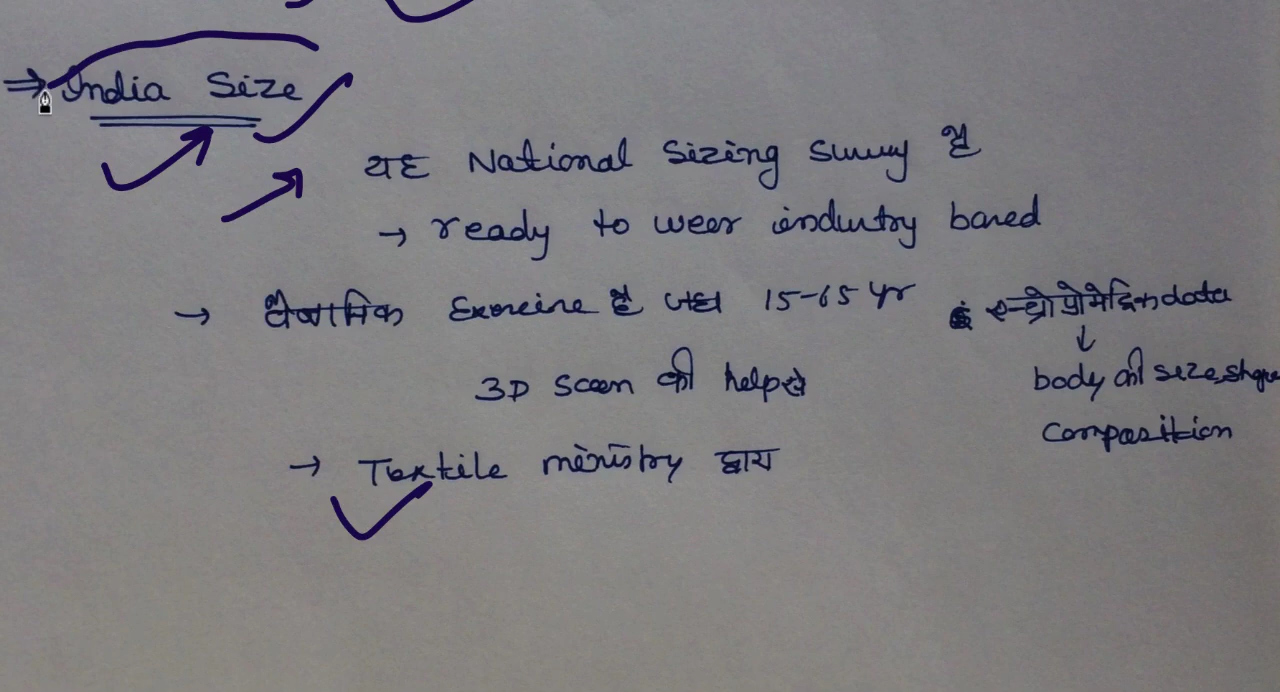 ⇒ India Size
यह National Sizing Survey है
→ ready to wear industry based
→ वैज्ञानिक Exercise है जहां 15-65 yr एन्थ्रोपोमेट्रिक data
↓
3D scan की help से
body की size, shape
composition
→ Textile ministry द्वारा